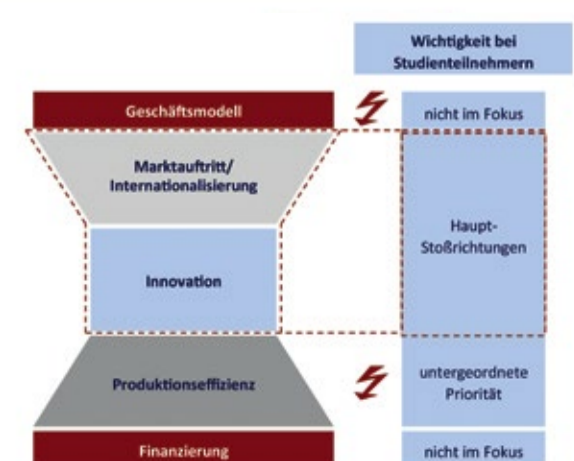 Wichtigkeit bei
Studienteilnehmern
Geschäftsmodell
nicht im Fokus
Marktauftritt/
Internationalisierung
Haupt-
Stoßrichtungen
Innovation
Produktionseffizienz
untergeordnete
Priorität
Finanzierung
nicht im Fokus